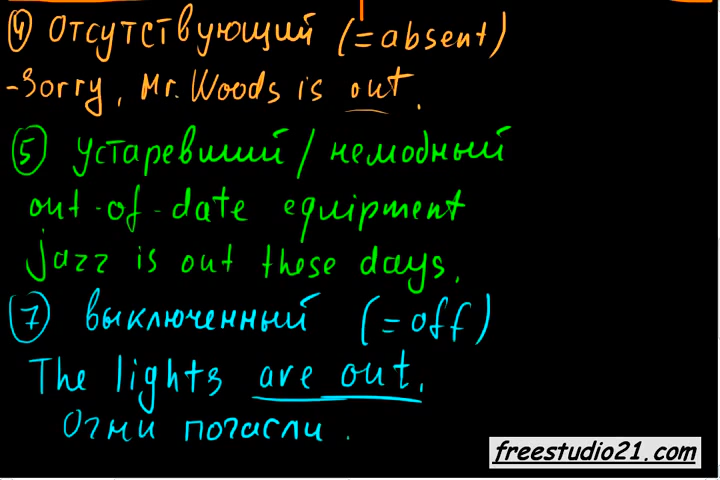 4 Отсутствующий (=absent)
-Sorry, Mr. Woods is out.
5 устаревший / немодный
out-of-date equipment
jazz is out these days.
7 выключенный (=off)
The lights are out.
Огни погасли.
freestudio21.com